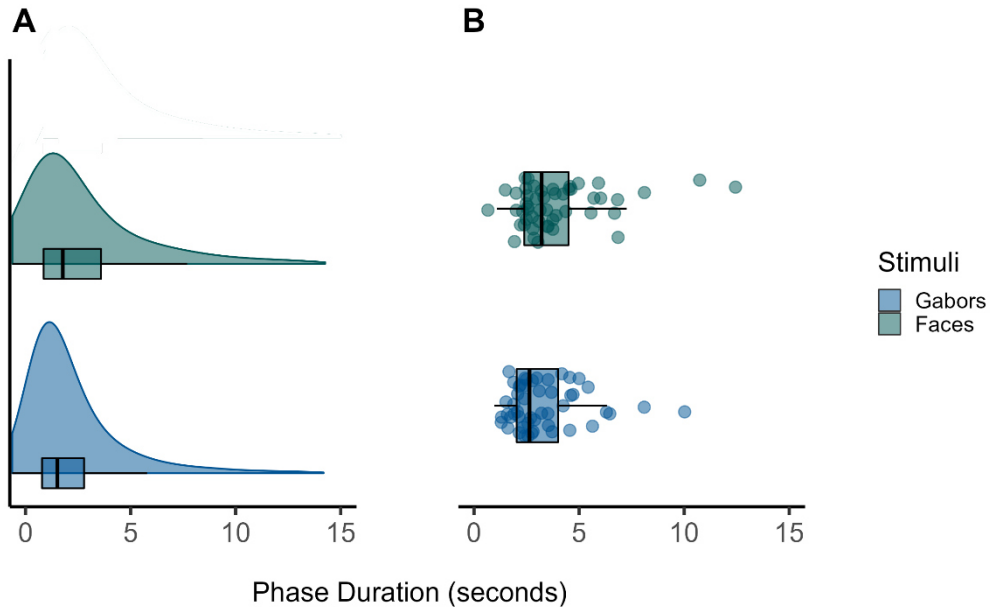 A
B
0 5 10 15
0 5 10 15
Phase Duration (seconds)
Stimuli
Gabors
Faces